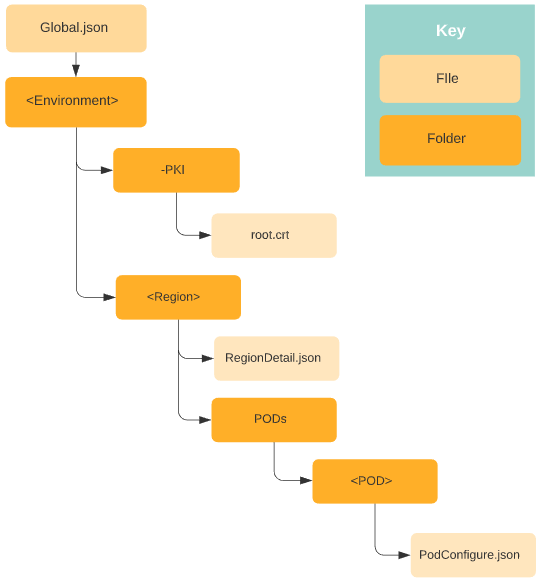 Global.json
Key
FIle
Folder
<Environment>
-PKI
root.crt
<Region>
RegionDetail.json
PODs
<POD>
PodConfigure.json